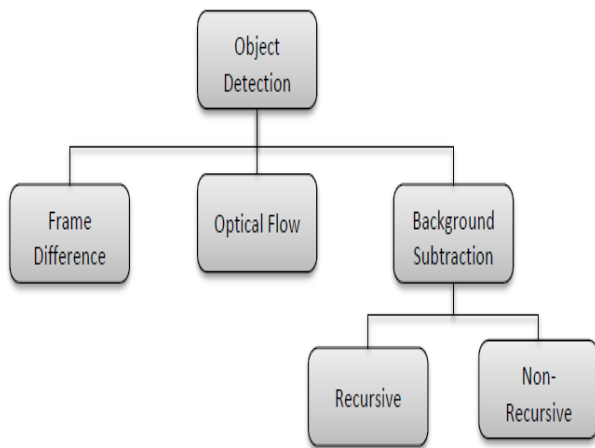 Object
Detection
Frame
Difference
Optical Flow
Background
Subtraction
Recursive
Non-
Recursive